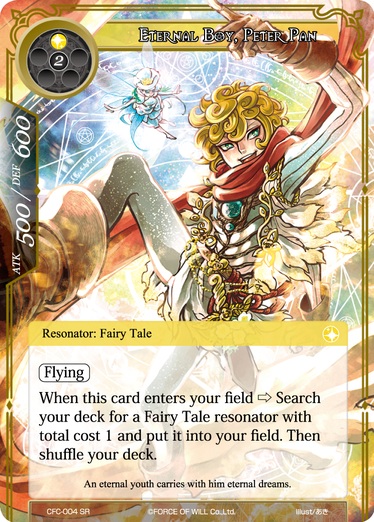 Eternal Boy, Peter Pan
2
ATK 500 / DEF 600
Resonator: Fairy Tale
Flying
When this card enters your field ⇨ Search
your deck for a Fairy Tale resonator with
total cost 1 and put it into your field. Then
shuffle your deck.
An eternal youth carries with him eternal dreams.
CFC-004 SR ©FORCE OF WILL Co.,Ltd. Illust/あき